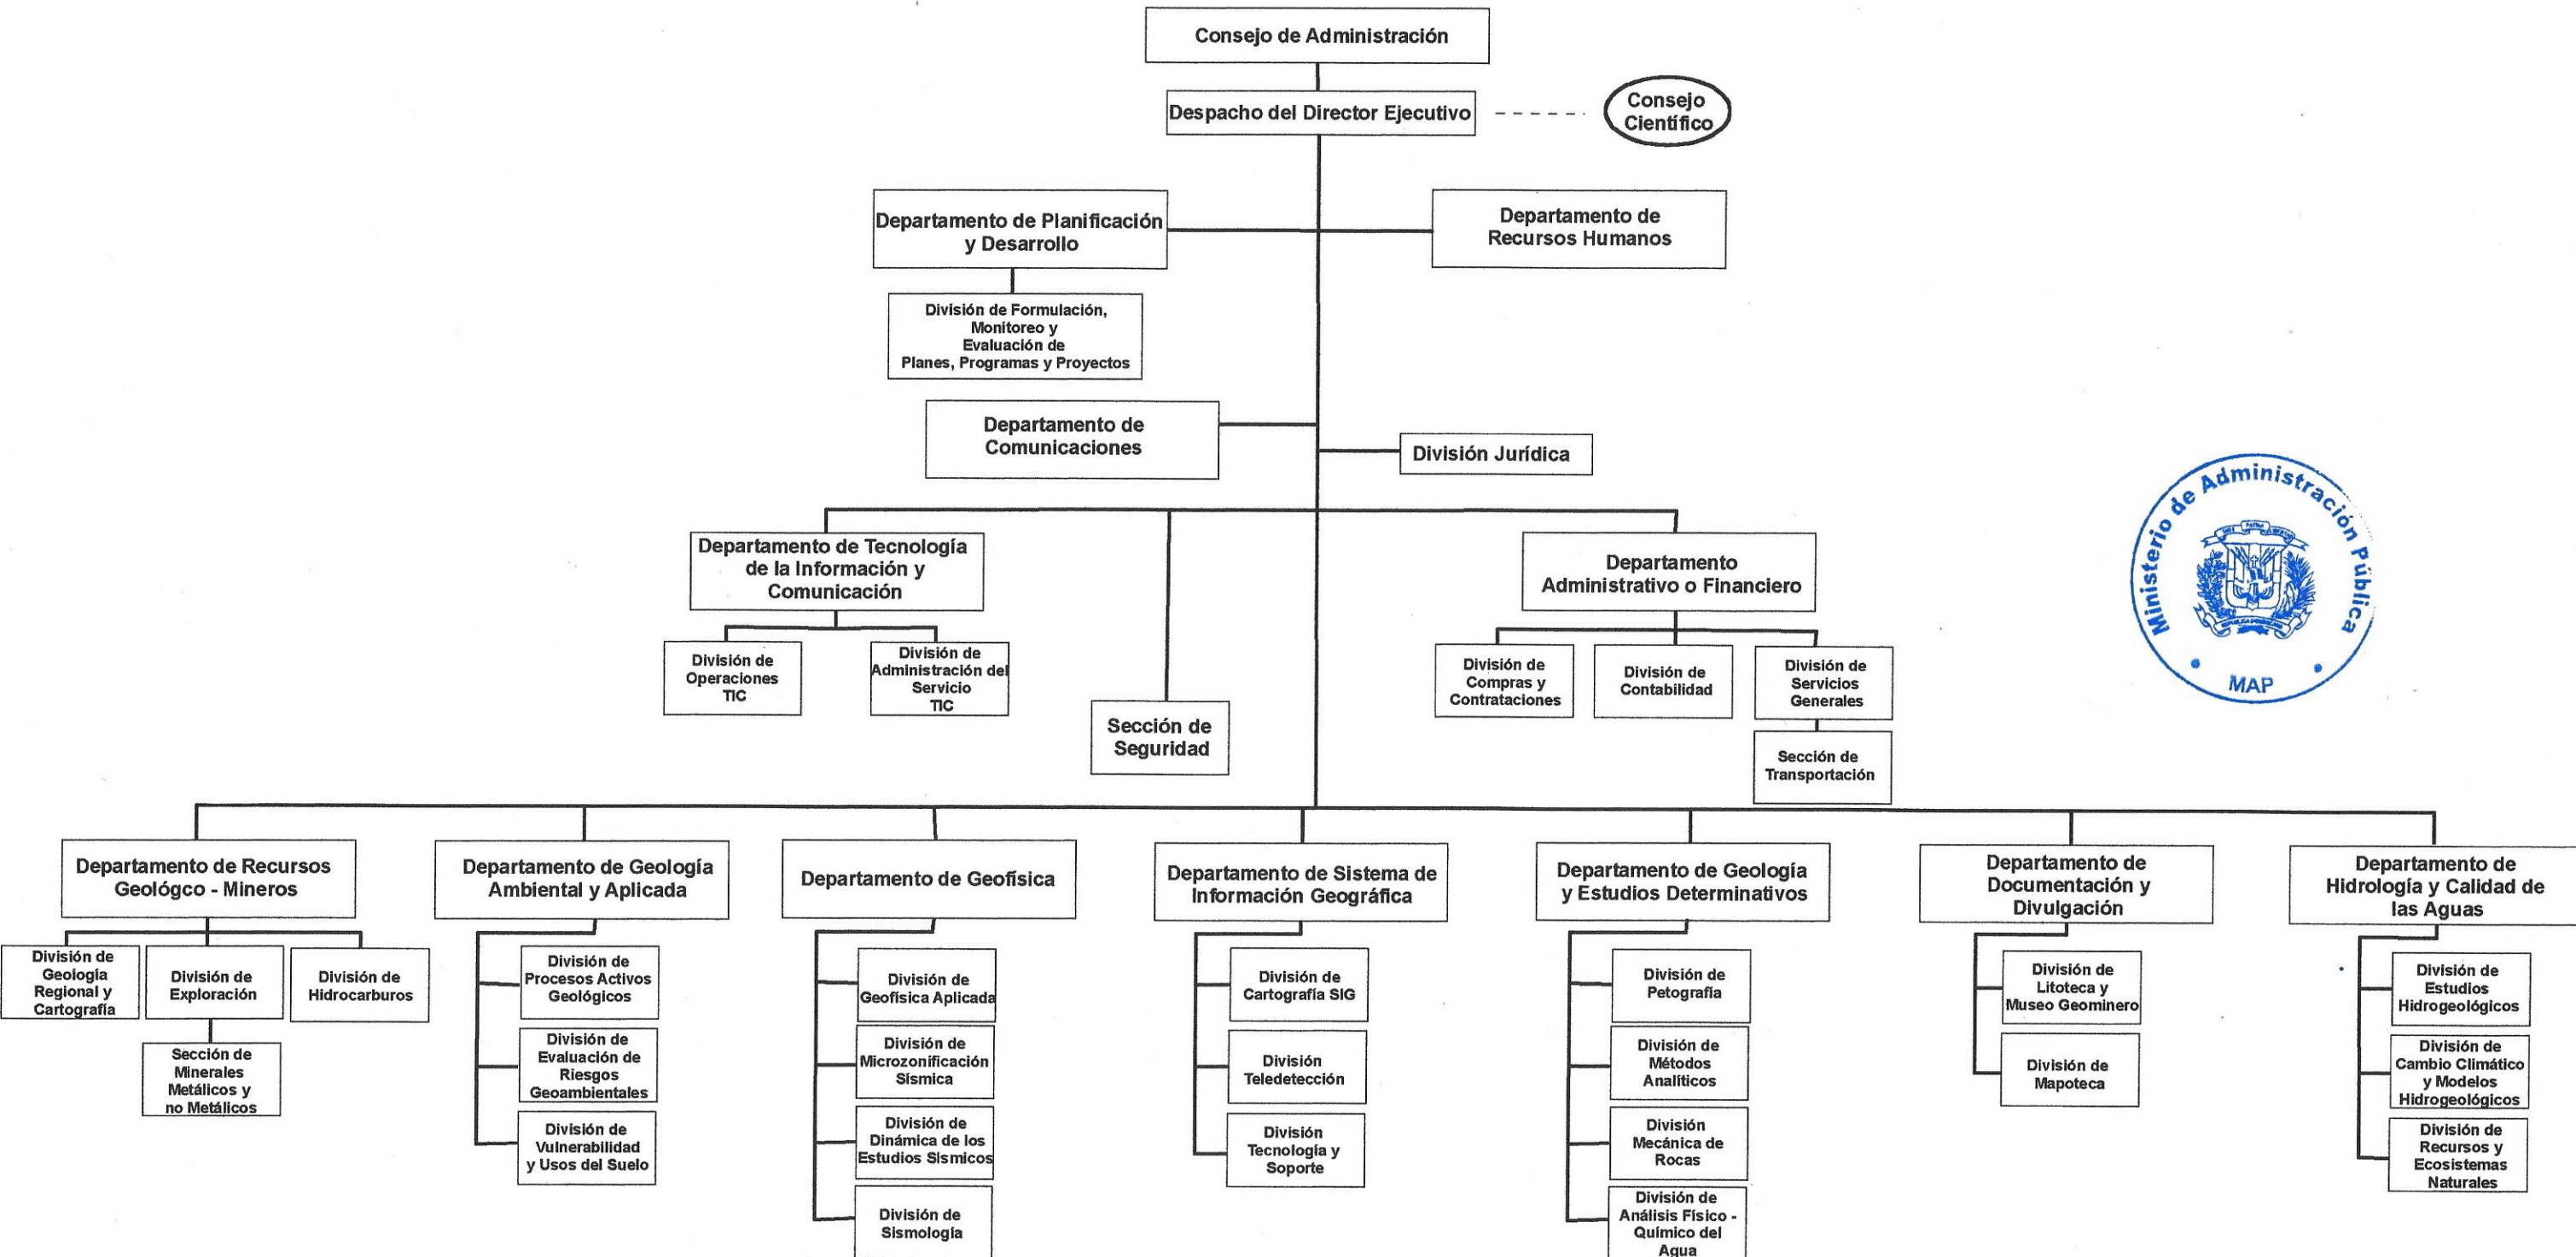 Consejo de Administración
Despacho del Director Ejecutivo
Consejo
Científico
Departamento de Planificación
y Desarrollo
Departamento de
Recursos Humanos
División de Formulación,
Monitoreo y
Evaluación de
Planes, Programas y Proyectos
Departamento de
Comunicaciones
División Jurídica
Departamento de Tecnología
de la Información y
Comunicación
Departamento
Administrativo o Financiero
División de
Operaciones
TIC
División de
Administración del
Servicio
TIC
Sección de
Seguridad
División de
Compras y
Contrataciones
División de
Contabilidad
División de
Servicios
Generales
Sección de
Transportación
Ministerio de Administración Pública
MAP
Departamento de Recursos
Geológco - Mineros
Departamento de Geología
Ambiental y Aplicada
Departamento de Geofísica
Departamento de Sistema de
Información Geográfica
Departamento de Geología
y Estudios Determinativos
Departamento de
Documentación y
Divulgación
Departamento de
Hidrología y Calidad de
las Aguas
División de
Geología
Regional y
Cartografía
División de
Exploración
División de
Hidrocarburos
Sección de
Minerales
Metálicos y
no Metálicos
División de
Procesos Activos
Geológicos
División de
Evaluación de
Riesgos
Geoambientales
División de
Vulnerabilidad
y Usos del Suelo
División de
Geofísica Aplicada
División de
Microzonificación
Sísmica
División de
Dinámica de los
Estudios Sísmicos
División de
Sismología
División de
Cartografía SIG
División
Teledetección
División
Tecnología y
Soporte
División de
Petografía
División de
Métodos
Analíticos
División
Mecánica de
Rocas
División de
Análisis Físico -
Químico del
Agua
División de
Litoteca y
Museo Geominero
División de
Mapoteca
División de
Estudios
Hidrogeológicos
División de
Cambio Climático
y Modelos
Hidrogeológicos
División de
Recursos y
Ecosistemas
Naturales